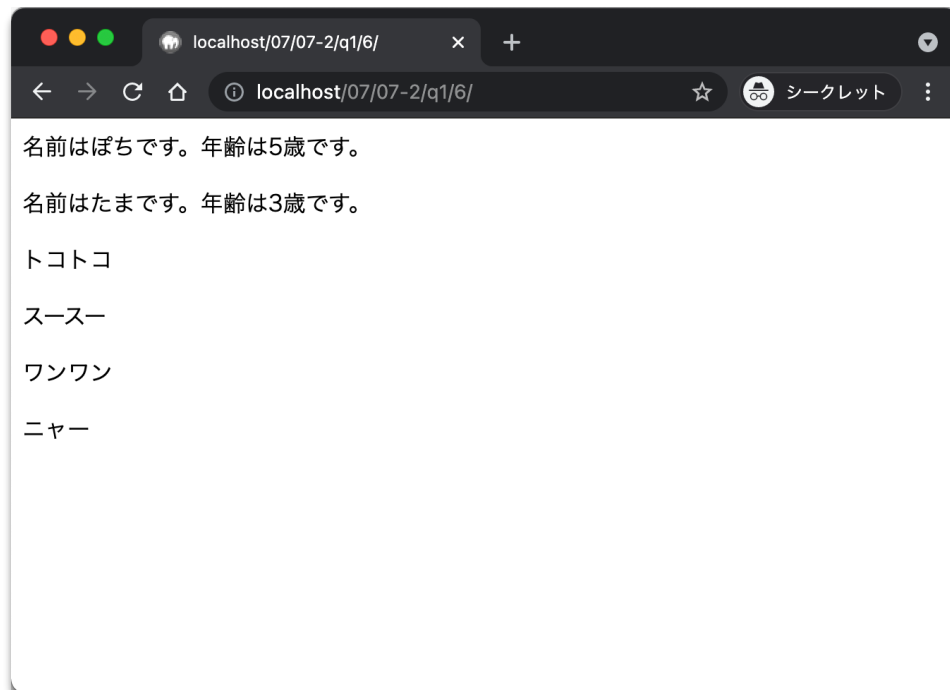 localhost/07/07-2/q1/6/
localhost/07/07-2/q1/6/
シークレット
名前はぽちです。年齢は5歳です。
名前はたまです。年齢は3歳です。
トコトコ
スースー
ワンワン
ニャー